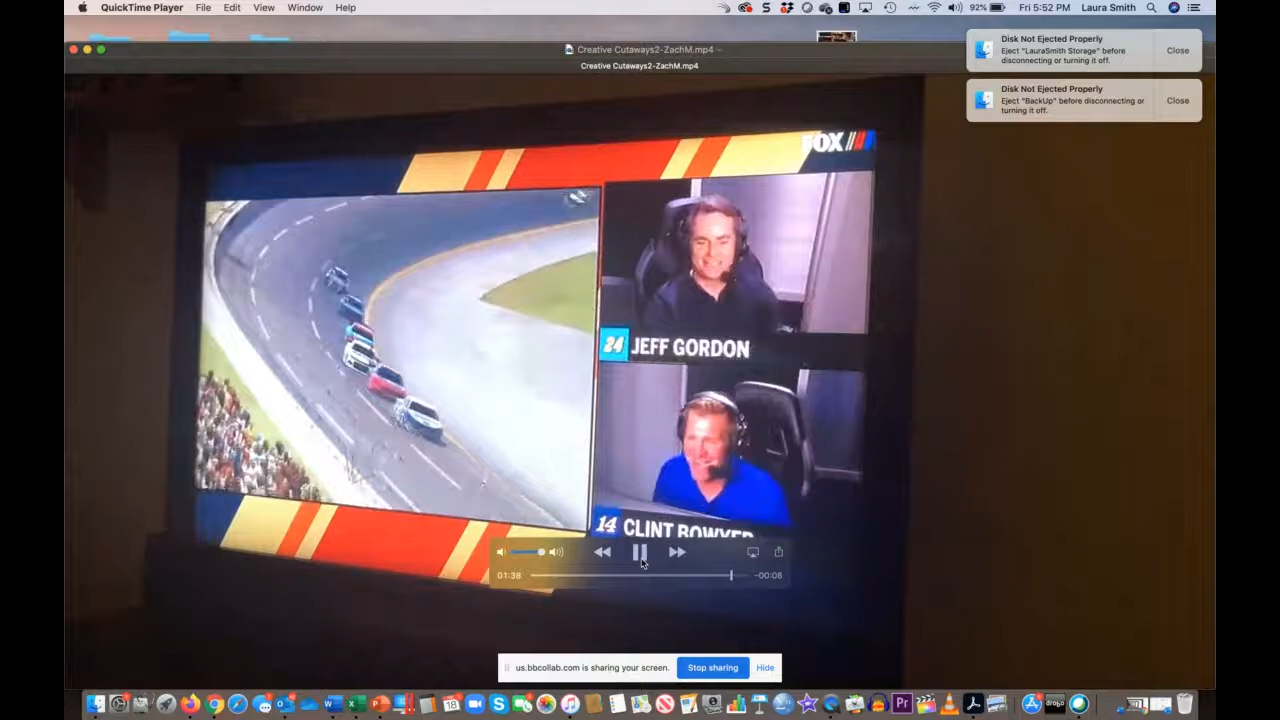 QuickTime Player File Edit View Window Help
92% Fri 5:52 PM Laura Smith
Creative Cutaways2-ZachM.mp4
Creative Cutaways2-ZachM.mp4
Disk Not Ejected Properly
Eject "LauraSmith Storage" before
disconnecting or turning it off.
Close
Disk Not Ejected Properly
Eject "BackUp" before disconnecting or
turning it off.
Close
FOX
24 JEFF GORDON
14 CLINT BOWYER
01:38
-00:08
us.bbcollab.com is sharing your screen. Stop sharing Hide
18
Pr